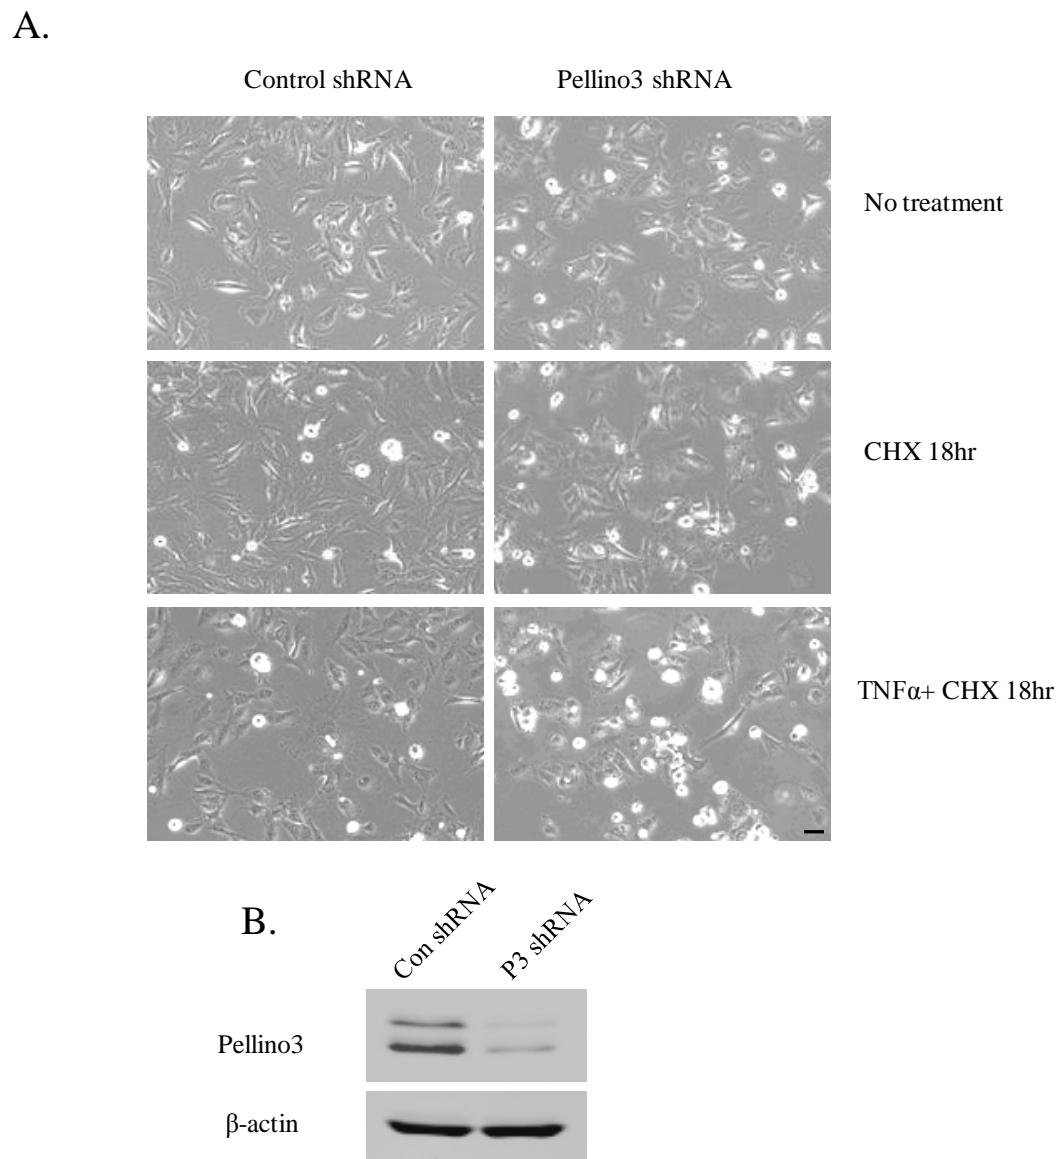 A.
Control shRNA Pellino3 shRNA
No treatment
CHX 18hr
TNFα+ CHX 18hr
B.
Con shRNA
P3 shRNA
Pellino3
β-actin